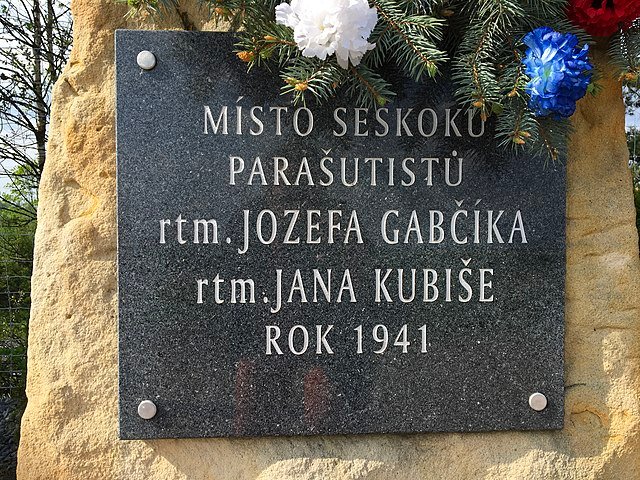 MÍSTO SESKOKU
PARAŠUTISTŮ
rtm. JOZEFA GABČÍKA
rtm. JANA KUBIŠE
ROK 1941